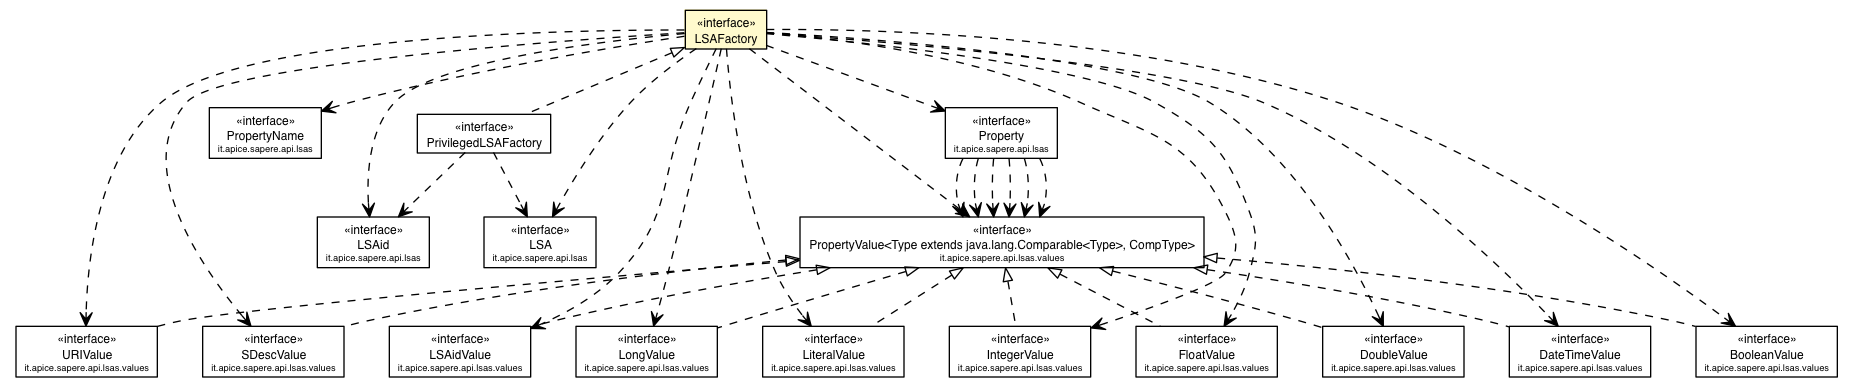 «interface»
LSAFactory
«interface»
PropertyName
it.apice.sapere.api.lsas
«interface»
PrivilegedLSAFactory
«interface»
Property
it.apice.sapere.api.lsas
«interface»
LSAid
it.apice.sapere.api.lsas
«interface»
LSA
it.apice.sapere.api.lsas
«interface»
PropertyValue<Type extends java.lang.Comparable<Type>, CompType>
it.apice.sapere.api.lsas.values
«interface»
URIValue
it.apice.sapere.api.lsas.values
«interface»
SDescValue
it.apice.sapere.api.lsas.values
«interface»
LSAidValue
it.apice.sapere.api.lsas.values
«interface»
LongValue
it.apice.sapere.api.lsas.values
«interface»
LiteralValue
it.apice.sapere.api.lsas.values
«interface»
IntegerValue
it.apice.sapere.api.lsas.values
«interface»
FloatValue
it.apice.sapere.api.lsas.values
«interface»
DoubleValue
it.apice.sapere.api.lsas.values
«interface»
DateTimeValue
it.apice.sapere.api.lsas.values
«interface»
BooleanValue
it.apice.sapere.api.lsas.values